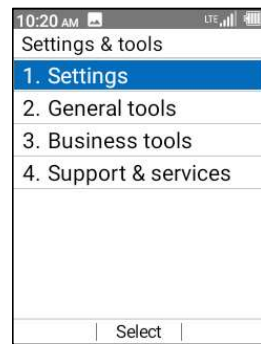 10:20 AM LTE
Settings & tools
1. Settings
2. General tools
3. Business tools
4. Support & services
Select